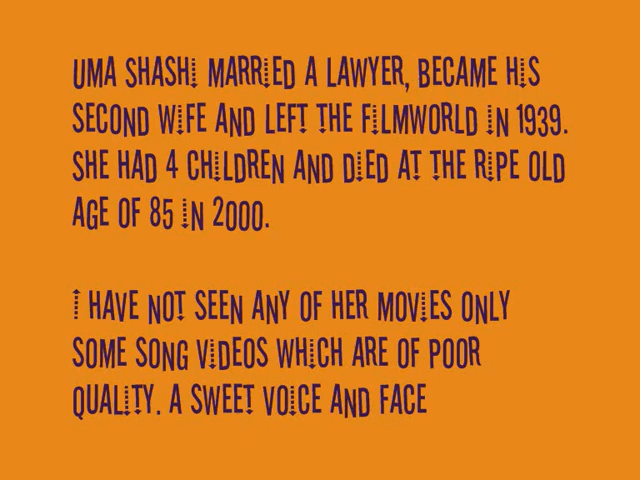 UMA SHASHI MARRIED A LAWYER, BECAME HIS
SECOND WIFE AND LEFT THE FILMWORLD IN 1939.
SHE HAD 4 CHILDREN AND DIED AT THE RIPE OLD
AGE OF 85 IN 2000.
I HAVE NOT SEEN ANY OF HER MOVIES ONLY
SOME SONG VIDEOS WHICH ARE OF POOR
QUALITY. A SWEET VOICE AND FACE